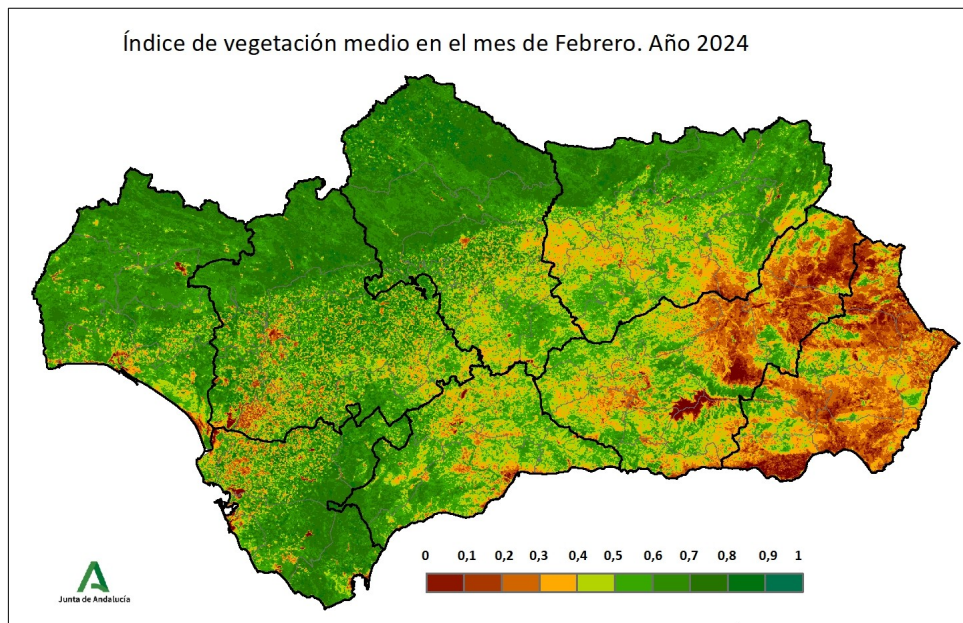 Índice de vegetación medio en el mes de Febrero. Año 2024
0 0,1 0,2 0,3 0,4 0,5 0,6 0,7 0,8 0,9 1
Junta de Andalucía